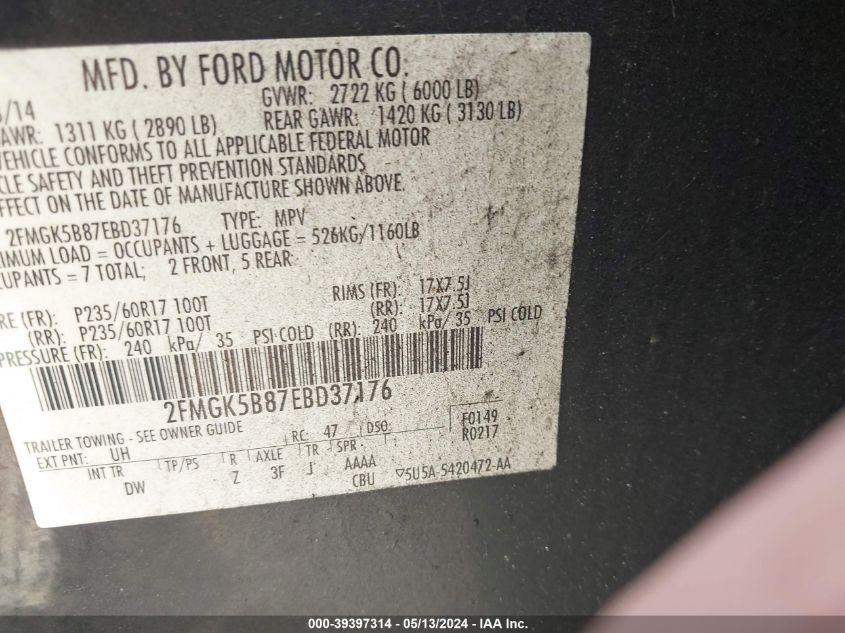 MFD. BY FORD MOTOR CO.
/14 GVWR: 2722 KG ( 6000 LB)
AWR: 1311 KG ( 2890 LB) REAR GAWR: 1420 KG ( 3130 LB)
VEHICLE CONFORMS TO ALL APPLICABLE FEDERAL MOTOR
CLE SAFETY AND THEFT PREVENTION STANDARDS
EFFECT ON THE DATE OF MANUFACTURE SHOWN ABOVE.
2FMGK5B87EBD37176 TYPE: MPV
IMUM LOAD = OCCUPANTS + LUGGAGE = 526KG/1160LB
CUPANTS = 7 TOTAL; 2 FRONT, 5 REAR
RE (FR): P235/60R17 100T RIMS (FR): 17X7.5J
(RR): P235/60R17 100T (RR): 17X7.5J
PRESSURE (FR): 240 kPa/ 35 PSI COLD (RR): 240 kPa/ 35 PSI COLD
2FMGK5B87EBD37176
TRAILER TOWING - SEE OWNER GUIDE
EXT PNT: UH RC: 47 DSO: F0149
R0217
INT TR TP/PS R AXLE TR SPR
DW Z 3F J AAAA
CBU ▽5U5A-5420472-AA
000-39397314 - 05/13/2024 - IAA Inc.